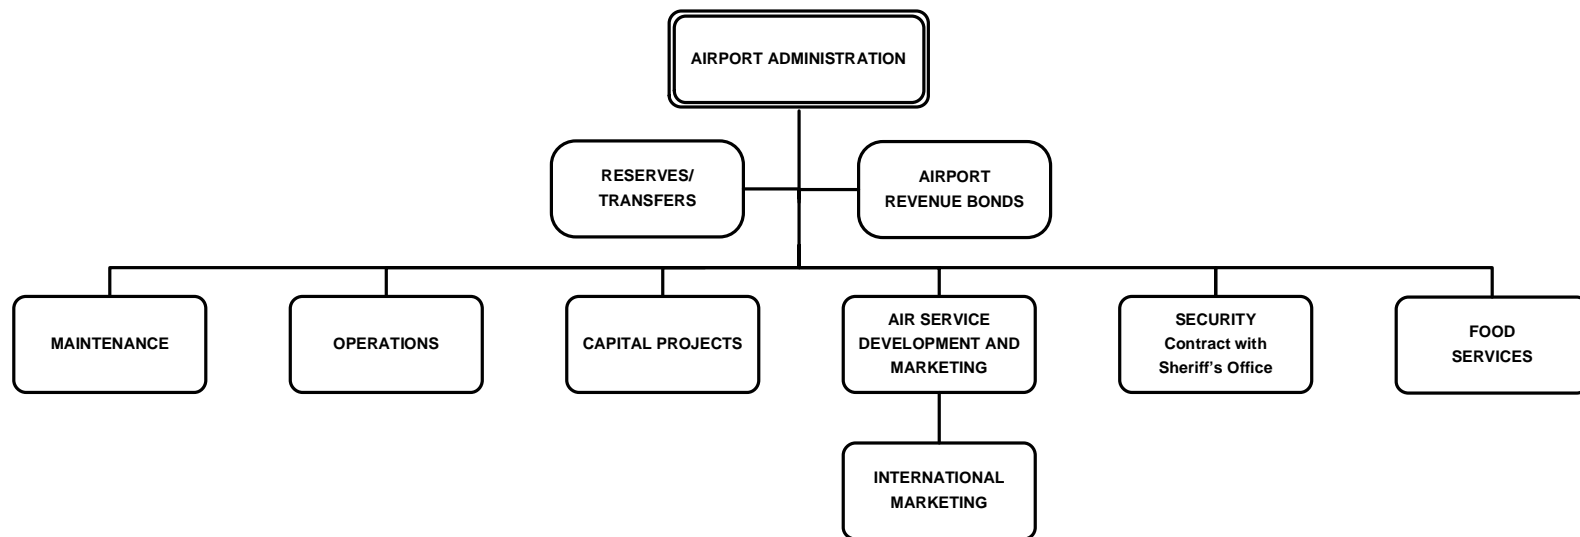 AIRPORT ADMINISTRATION
RESERVES/
TRANSFERS
AIRPORT
REVENUE BONDS
MAINTENANCE
OPERATIONS
CAPITAL PROJECTS
AIR SERVICE
DEVELOPMENT AND
MARKETING
SECURITY
Contract with
Sheriff's Office
FOOD
SERVICES
INTERNATIONAL
MARKETING